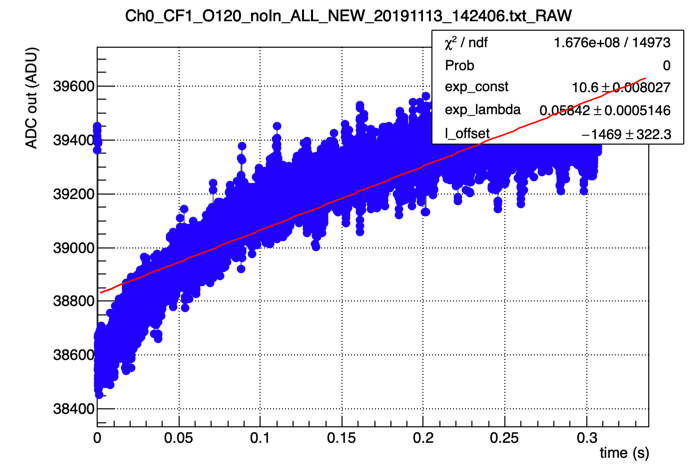 Ch0_CF1_O120_noIn_ALL_NEW_20191113_142406.txt_RAW
χ² / ndf 1.676e+08 / 14973
Prob 0
exp_const 10.6 ± 0.008027
exp_lambda 0.05842 ± 0.0005146
l_offset −1469 ± 322.3
ADC out (ADU)
39600
39400
39200
39000
38800
38600
38400
0 0.05 0.1 0.15 0.2 0.25 0.3
time (s)